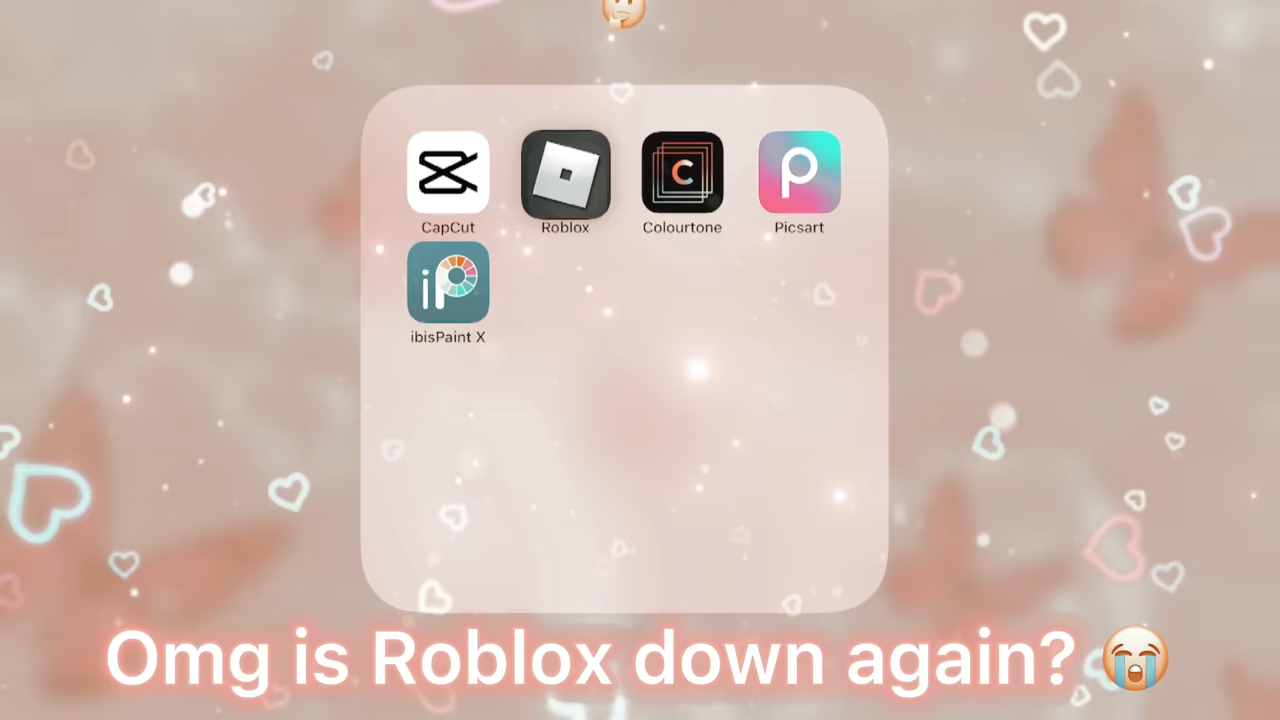 CapCut
Roblox
Colourtone
Picsart
ibisPaint X
Omg is Roblox down again? 😭